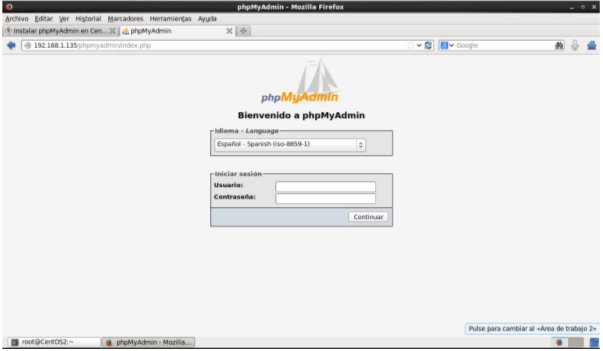 phpMyAdmin - Mozilla Firefox
Archivo Editar Ver Historial Marcadores Herramientas Ayuda
Instalar phpMyAdmin en Cen... phpMyAdmin
192.168.1.135/phpmyadmin/index.php Google
phpMyAdmin
Bienvenido a phpMyAdmin
Idioma - Language
Español - Spanish (iso-8859-1)
Iniciar sesión
Usuario:
Contraseña:
Continuar
Pulse para cambiar al «Área de trabajo 2»
root@CentOS2:~ phpMyAdmin - Mozilla...